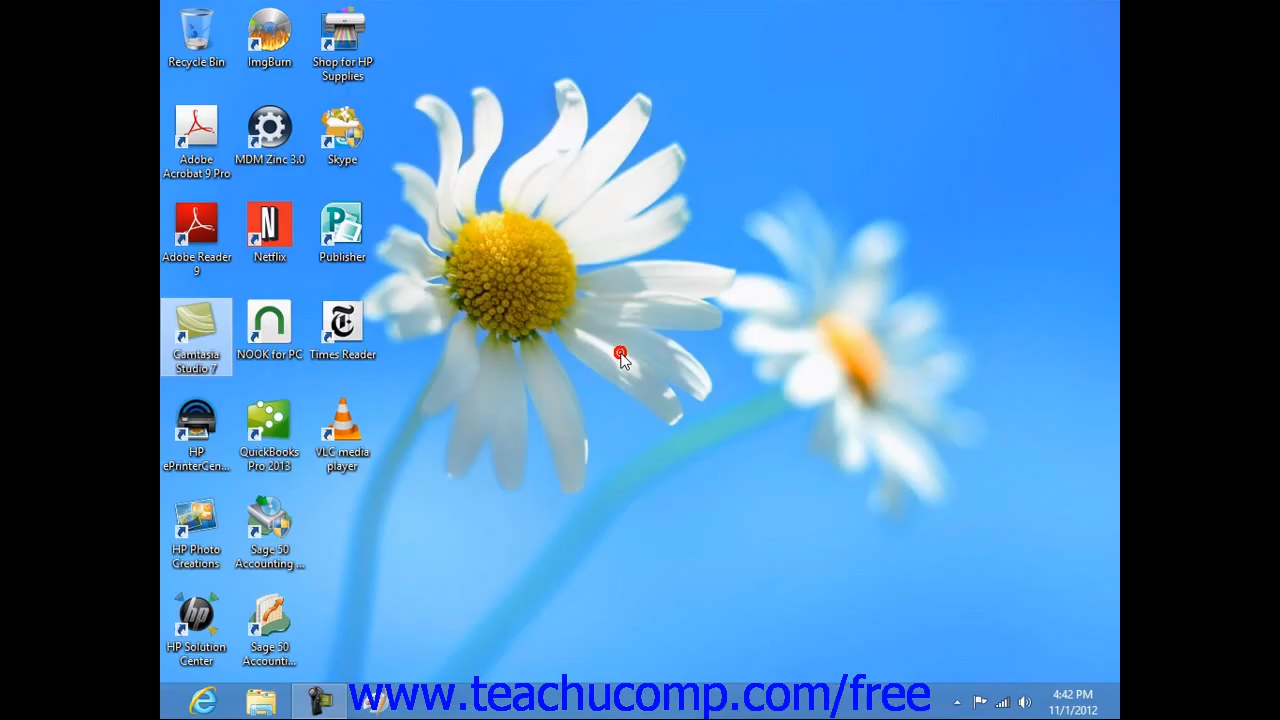 Recycle Bin
ImgBurn
Shop for HP
Supplies
Adobe
Acrobat 9 Pro
MDM Zinc 3.0
Skype
Adobe Reader
9
Netflix
Publisher
Camtasia
Studio 7
NOOK for PC
Times Reader
HP
ePrinterCen...
QuickBooks
Pro 2013
VLC media
player
HP Photo
Creations
Sage 50
Accounting ...
HP Solution
Center
Sage 50
Accounti...
www.teachucomp.com/free
4:42 PM
11/1/2012